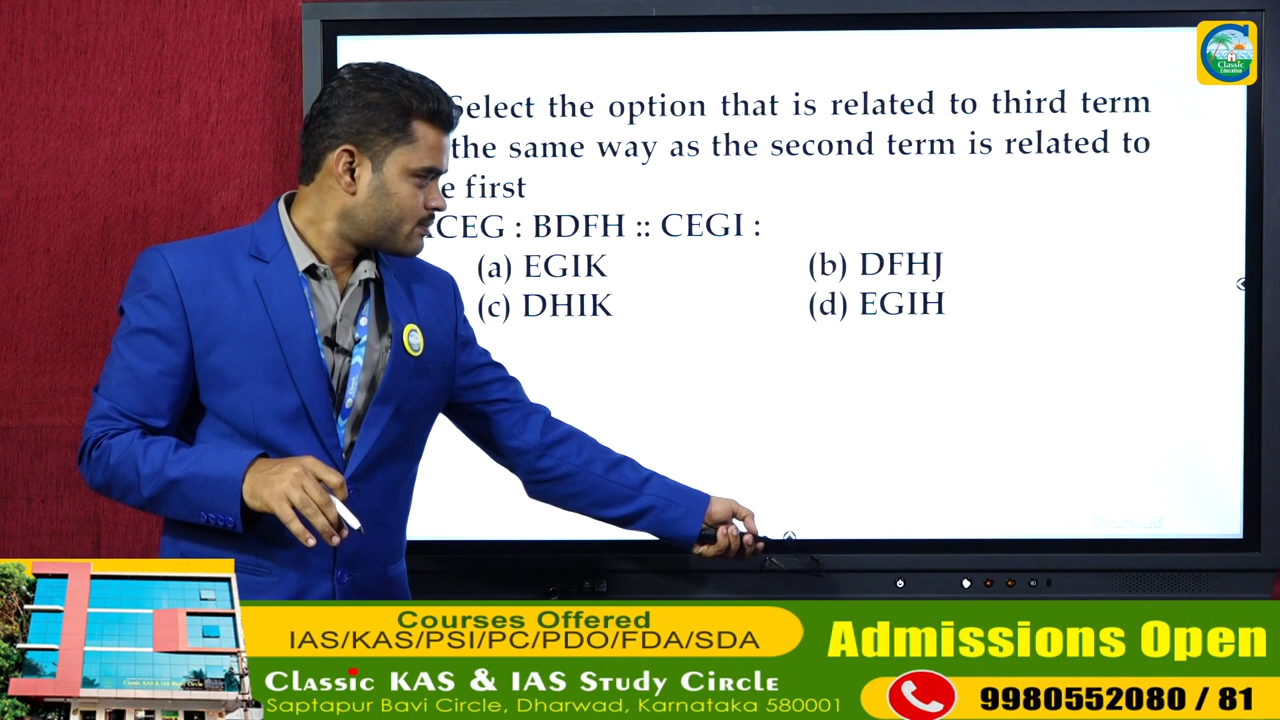 Select the option that is related to third term
the same way as the second term is related to
e first
CEG : BDFH :: CEGI :
(a) EGIK (b) DFHJ
(c) DHIK (d) EGIH
Classic
Education
Courses Offered
IAS/KAS/PSI/PC/PDO/FDA/SDA
Admissions Open
Classic KAS & IAS Study Circle
Saptapur Bavi Circle, Dharwad, Karnataka 580001
9980552080 / 81